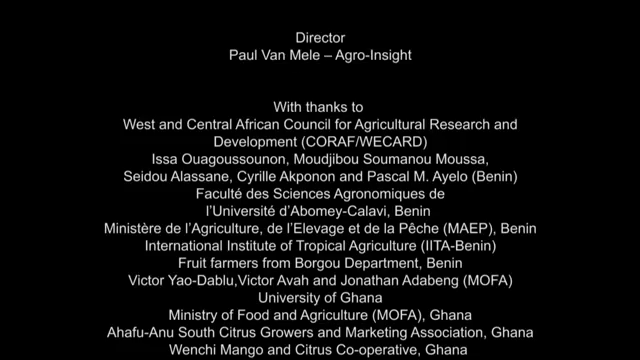 Director
Paul Van Mele – Agro-Insight
With thanks to
West and Central African Council for Agricultural Research and
Development (CORAF/WECARD)
Issa Ouagoussounon, Moudjibou Soumanou Moussa,
Seidou Alassane, Cyrille Akponon and Pascal M. Ayelo (Benin)
Faculté des Sciences Agronomiques de
l’Université d’Abomey-Calavi, Benin
Ministère de l’Agriculture, de l’Elevage et de la Pêche (MAEP), Benin
International Institute of Tropical Agriculture (IITA-Benin)
Fruit farmers from Borgou Department, Benin
Victor Yao-Dablu,Victor Avah and Jonathan Adabeng (MOFA)
University of Ghana
Ministry of Food and Agriculture (MOFA), Ghana
Ahafu-Anu South Citrus Growers and Marketing Association, Ghana
Wenchi Mango and Citrus Co-operative, Ghana